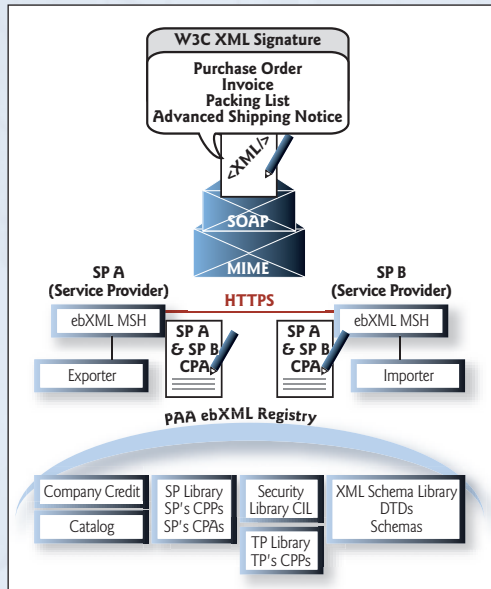 W3C XML Signature
Purchase Order
Invoice
Packing List
Advanced Shipping Notice
<XML/>
SOAP
MIME
SP A
(Service Provider)
SP B
(Service Provider)
HTTPS
ebXML MSH
ebXML MSH
SP A
& SP B
CPA
SP A
& SP B
CPA
Exporter
Importer
PAA ebXML Registry
Company Credit
Catalog
SP Library
SP's CPPs
SP's CPAs
Security
Library CIL
TP Library
TP's CPPs
XML Schema Library
DTDs
Schemas